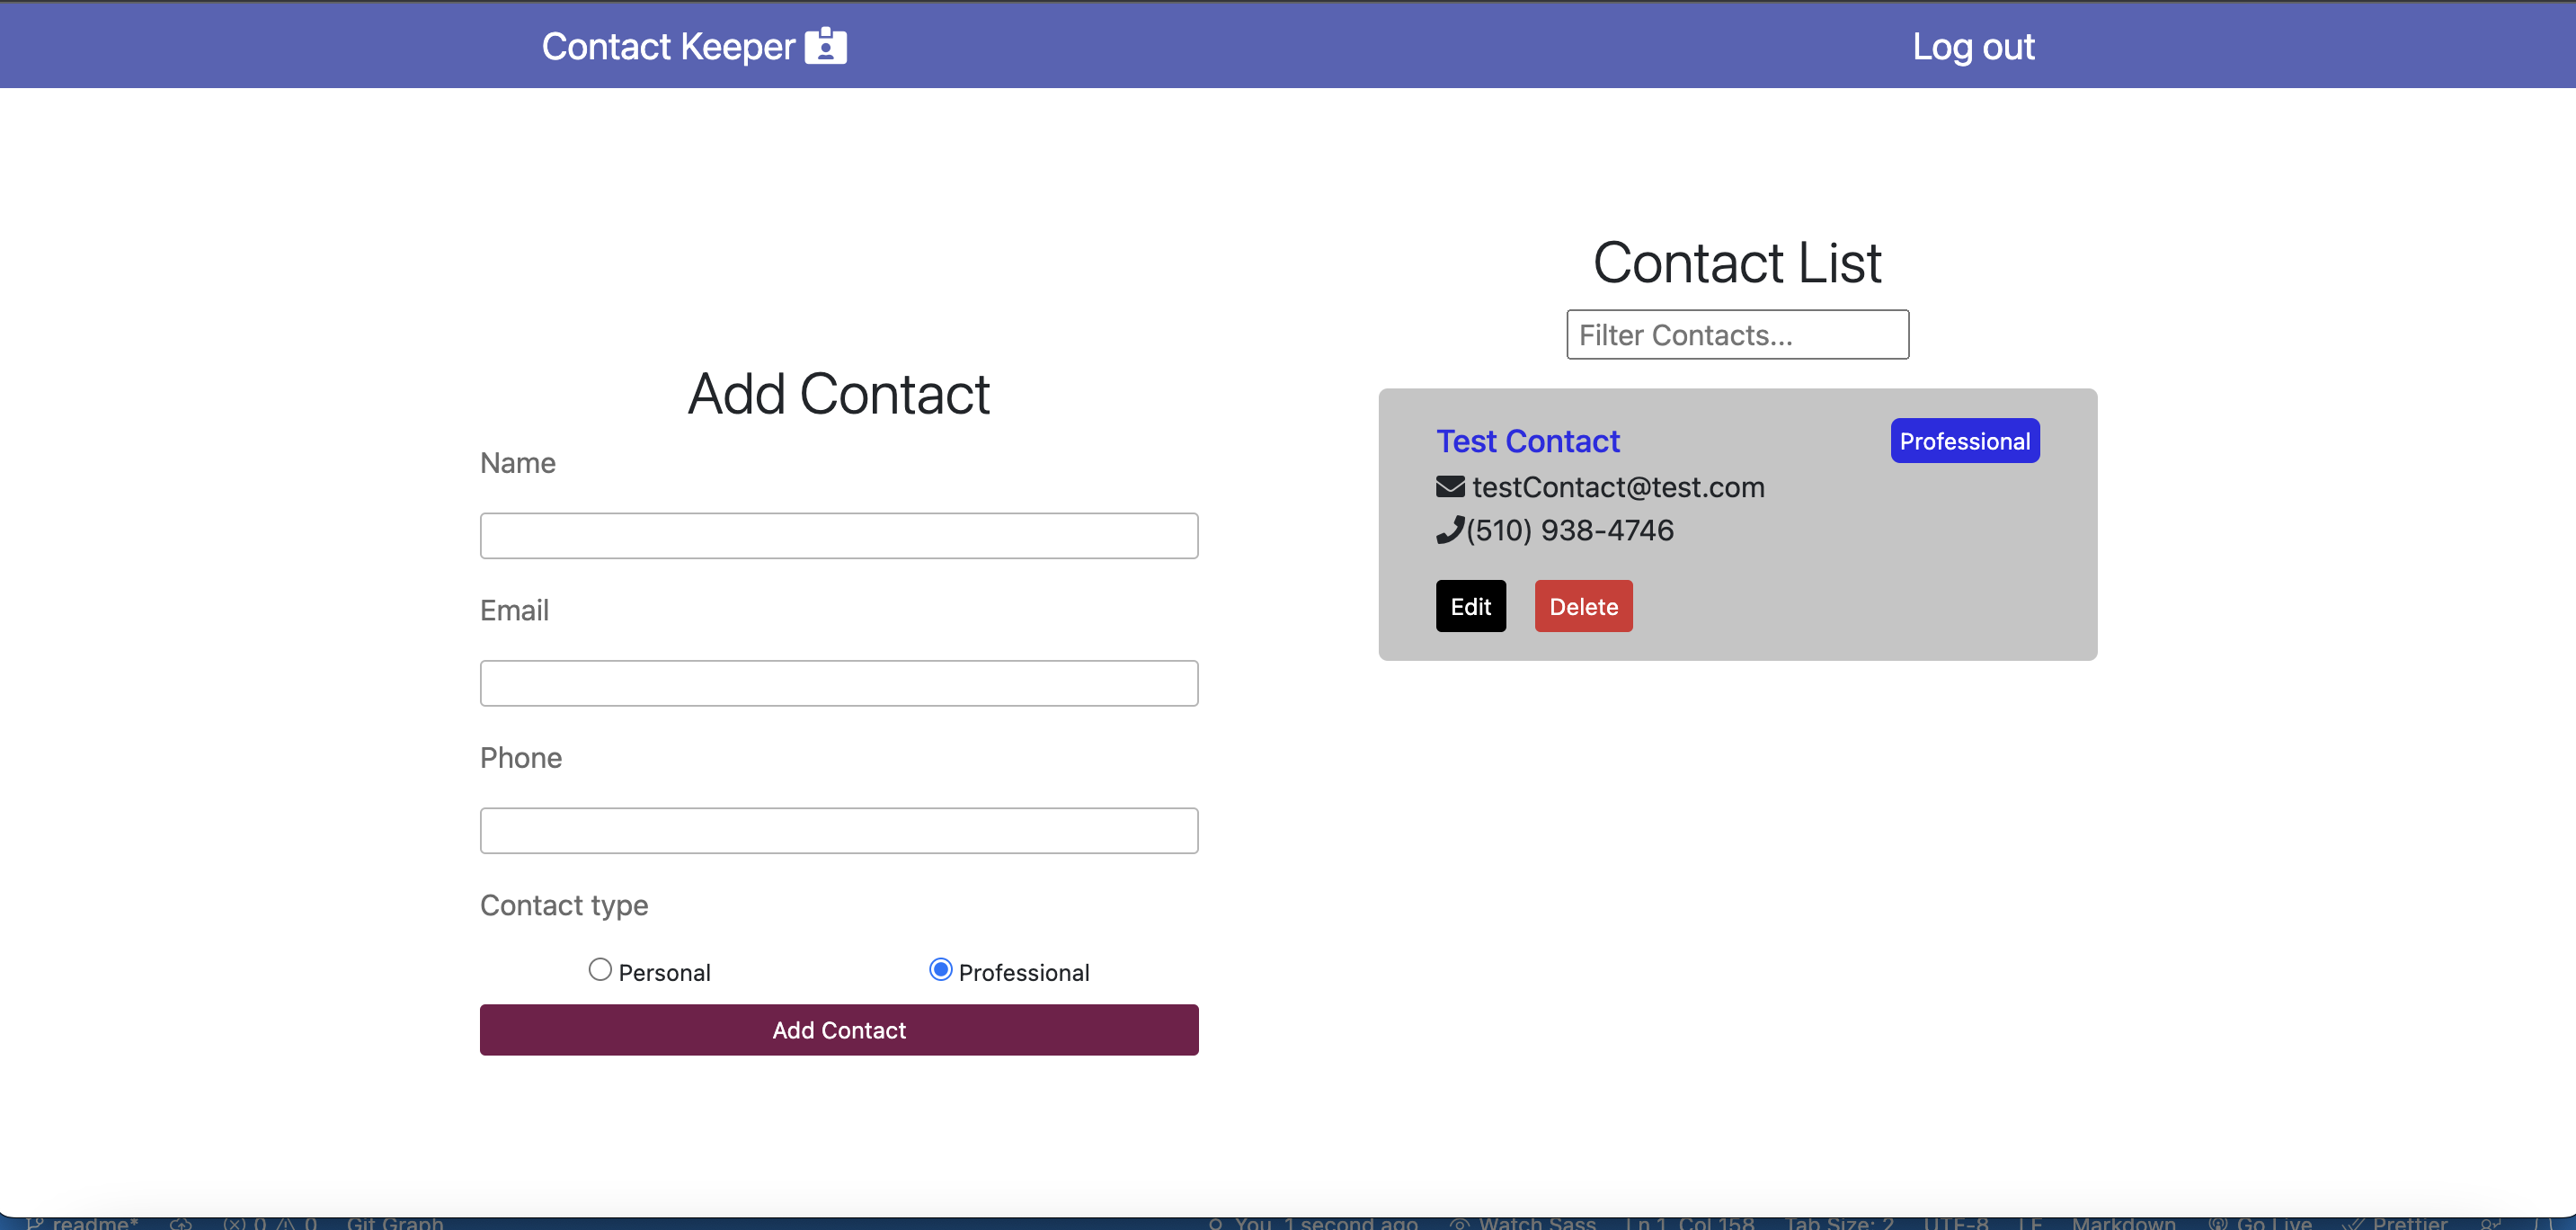 Contact Keeper
Log out
Add Contact
Name
Email
Phone
Contact type
Personal
Professional
Add Contact
Contact List
Filter Contacts...
Test Contact
Professional
testContact@test.com
(510) 938-4746
Edit
Delete
readme* 0 0 Git Graph
You, 1 second ago Watch Sass Ln 1, Col 158 Tab Size: 2 UTF-8 LF Markdown Go Live Prettier